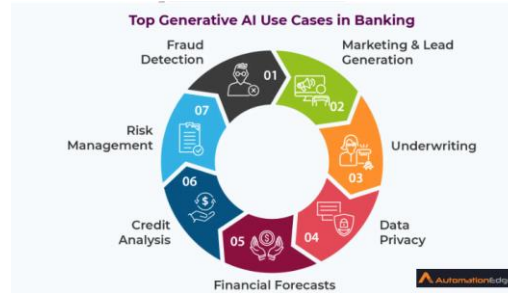 Top Generative AI Use Cases in Banking
Fraud
Detection
01
Marketing & Lead
Generation
02
Underwriting
03
Data
Privacy
04
Financial Forecasts
05
Credit
Analysis
06
Risk
Management
07
AutomationEdge